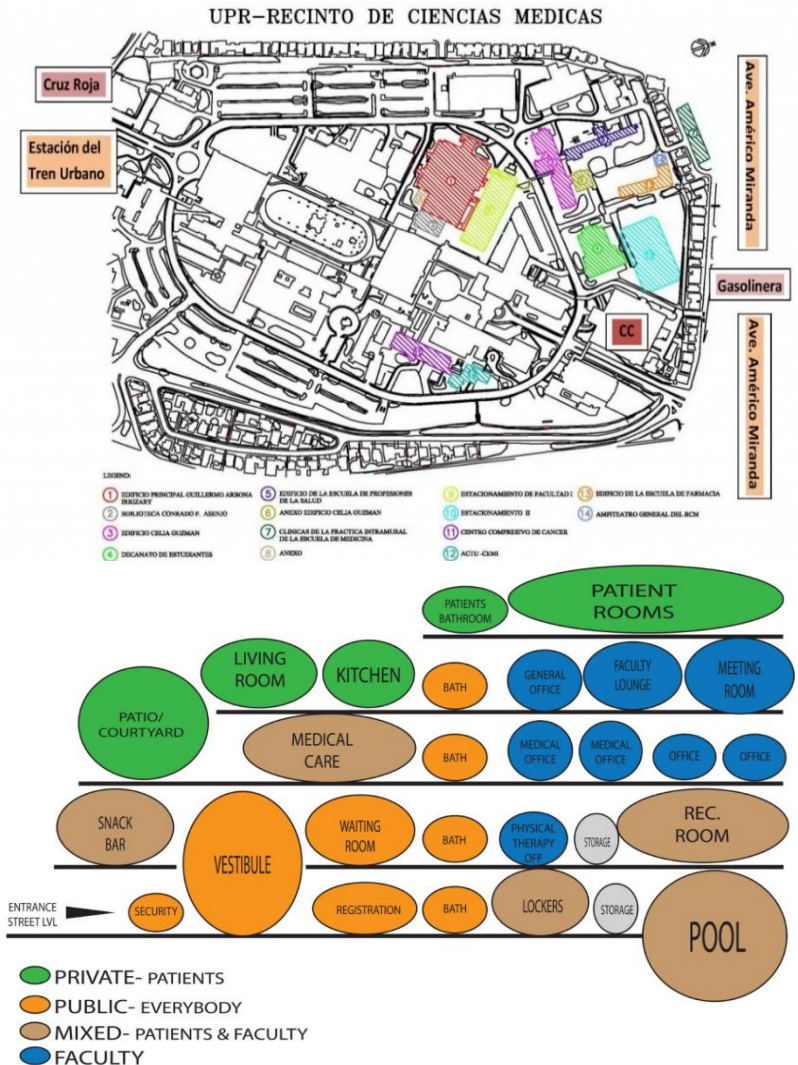 UPR-RECINTO DE CIENCIAS MEDICAS
Cruz Roja
Estación del
Tren Urbano
Ave. Américo Miranda
Gasolinera
CC
Ave. Américo Miranda
LEGEND:
1 EDIFICIO PRINCIPAL GUILLERMO ARBONA
IRRIZARY
2 BIBLIOTECA CONRADO F. ASENJO
3 EDIFICIO CELIA GUZMAN
4 DECANATO DE ESTUDIANTES
5 EDIFICIO DE LA ESCUELA DE PROFESIONES
DE LA SALUD
6 ANEXO EDIFICIO CELIA GUZMAN
7 CLINICAS DE LA PRACTICA INTRAMURAL
DE LA ESCUELA DE MEDICINA
8 ANEXO
9 ESTACIONAMIENTO DE FACULTAD I
10 ESTACIONAMIENTO II
11 CENTRO COMPRESIVO DE CANCER
12 ACTU -CEMI
13 EDIFICIO DE LA ESCUELA DE FARMACIA
14 AMFITEATRO GENERAL DEL RCM
PATIENTS
BATHROOM
PATIENT
ROOMS
LIVING
ROOM
KITCHEN
BATH
GENERAL
OFFICE
FACULTY
LOUNGE
MEETING
ROOM
PATIO/
COURTYARD
MEDICAL
CARE
BATH
MEDICAL
OFFICE
MEDICAL
OFFICE
OFFICE
OFFICE
SNACK
BAR
VESTIBULE
WAITING
ROOM
BATH
PHYSICAL
THERAPY
OFF
STORAGE
REC.
ROOM
ENTRANCE
STREET LVL
SECURITY
REGISTRATION
BATH
LOCKERS
STORAGE
POOL
PRIVATE- PATIENTS
PUBLIC- EVERYBODY
MIXED- PATIENTS & FACULTY
FACULTY